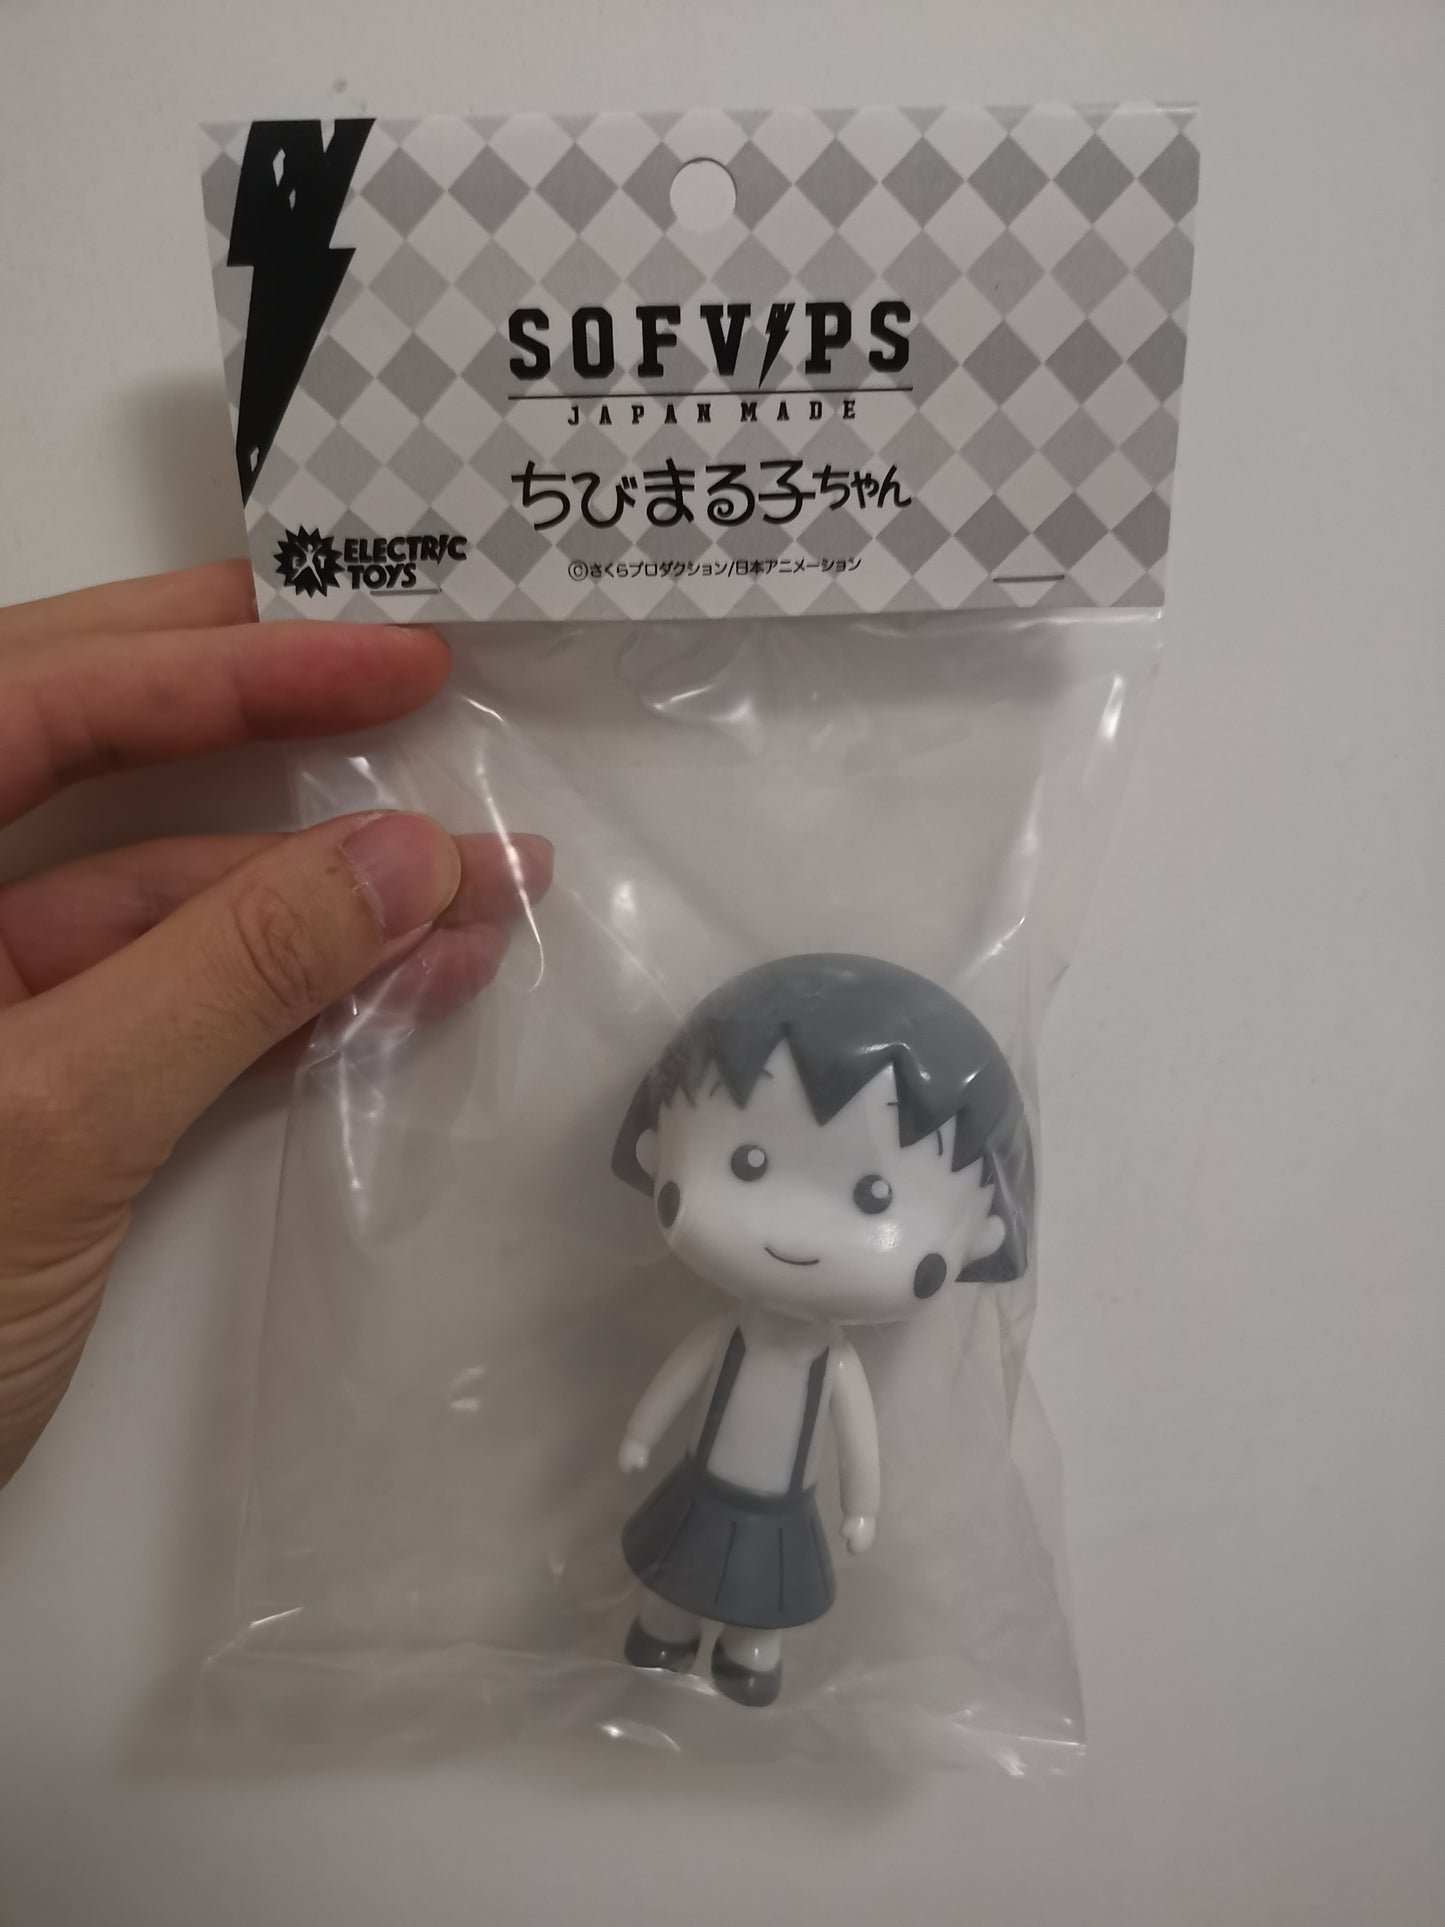 SOFVIPS
JAPAN MADE
ちびまる子ちゃん
EXT ELECTRIC
TOYS
©さくらプロダクション/日本アニメーション